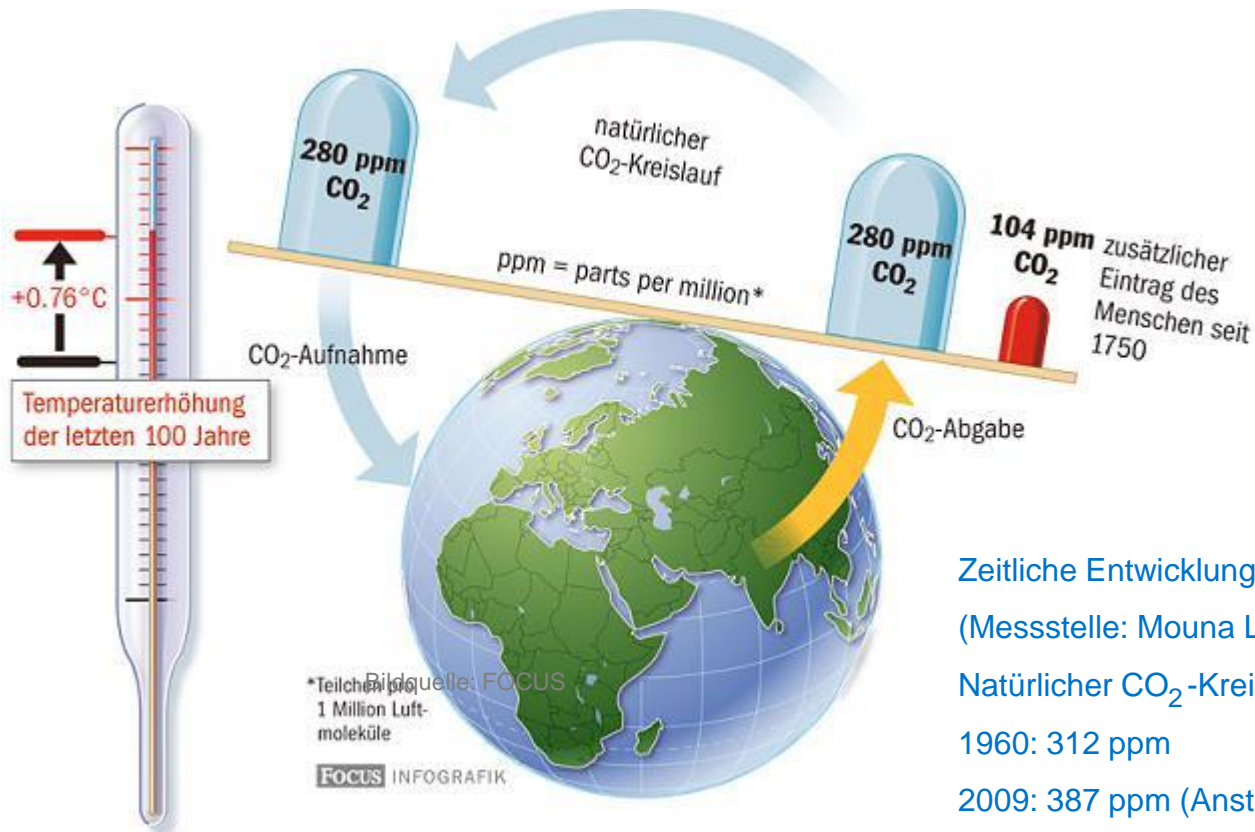 280 ppm
CO₂
natürlicher
CO₂-Kreislauf
280 ppm
CO₂
104 ppm
CO₂
zusätzlicher
Eintrag des
Menschen seit
1750
ppm = parts per million*
+0.76°C
CO₂-Aufnahme
Temperaturerhöhung
der letzten 100 Jahre
CO₂-Abgabe
*Teilchen pro
1 Million Luft-
moleküle
Bildquelle: FOCUS
FOCUS INFOGRAFIK
Zeitliche Entwicklung
(Messstelle: Mouna L
Natürlicher CO₂-Krei
1960: 312 ppm
2009: 387 ppm (Anst